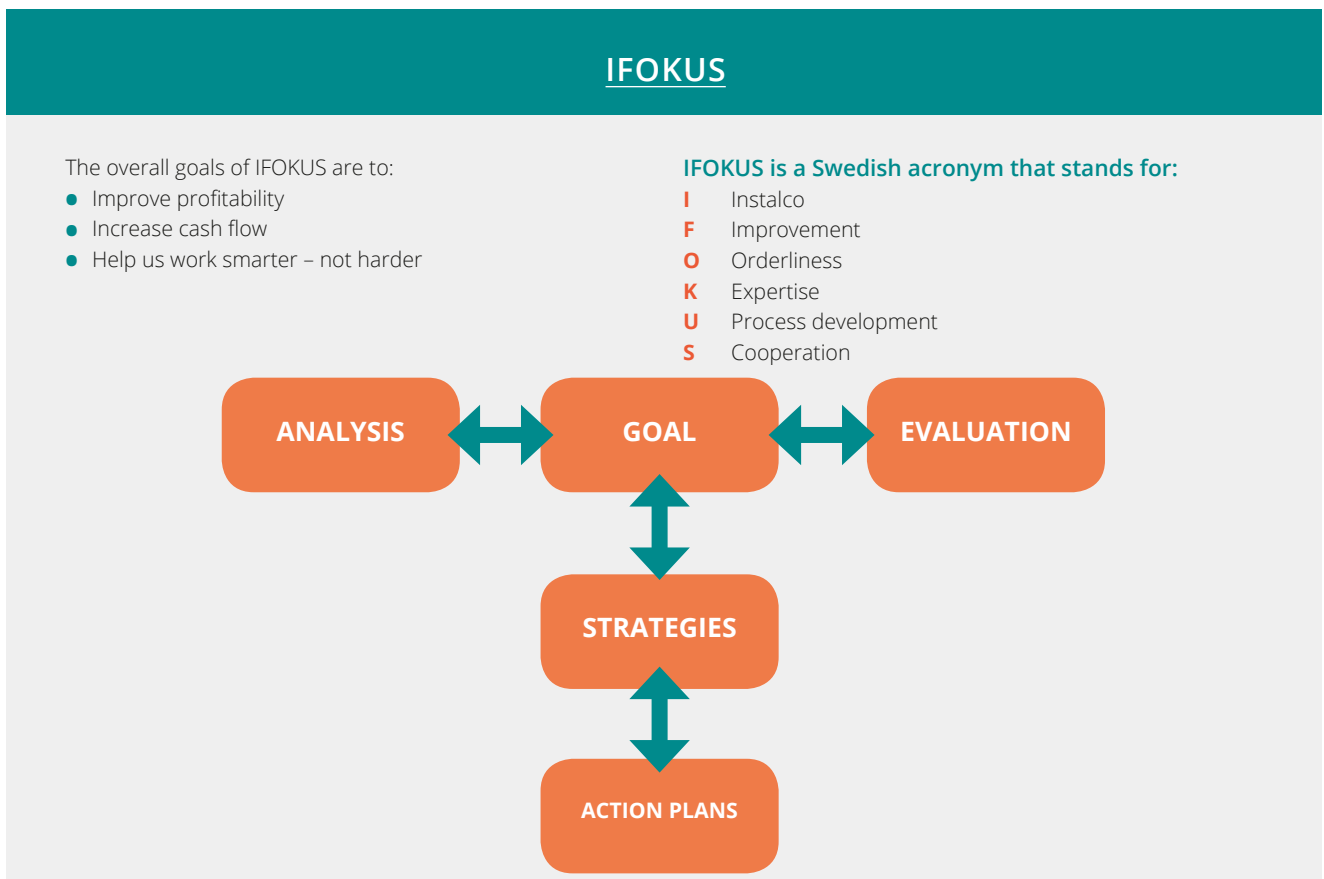 IFOKUS
The overall goals of IFOKUS are to:
• Improve profitability
• Increase cash flow
• Help us work smarter – not harder
IFOKUS is a Swedish acronym that stands for:
I Instalco
F Improvement
O Orderliness
K Expertise
U Process development
S Cooperation
ANALYSIS
GOAL
EVALUATION
STRATEGIES
ACTION PLANS